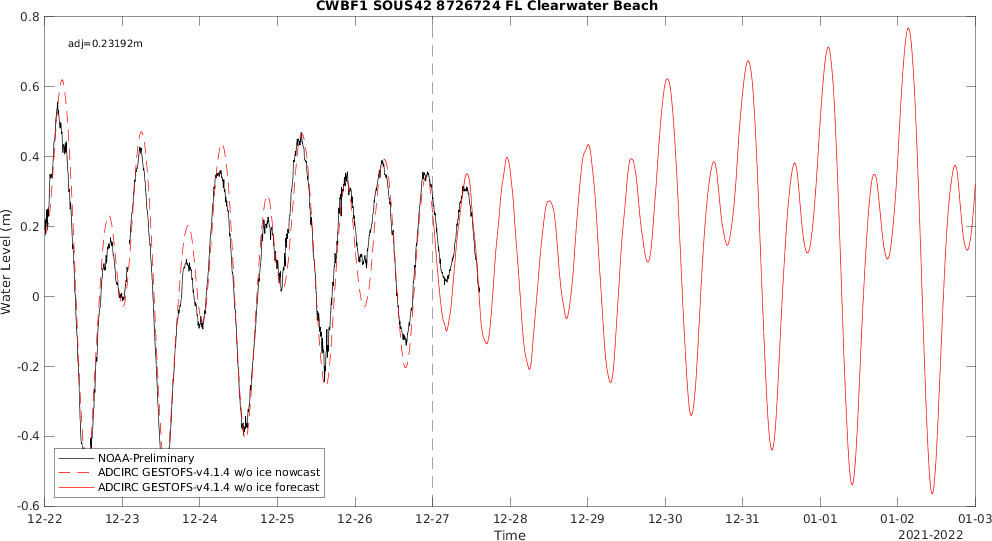 CWBF1 SOUS42 8726724 FL Clearwater Beach
adj=0.23192m
0.8
0.6
0.4
0.2
0
-0.2
-0.4
-0.6
Water Level (m)
NOAA-Preliminary
ADCIRC GESTOFS-v4.1.4 w/o ice nowcast
ADCIRC GESTOFS-v4.1.4 w/o ice forecast
12-22 12-23 12-24 12-25 12-26 12-27 12-28 12-29 12-30 12-31 01-01 01-02 01-03
Time
2021-2022